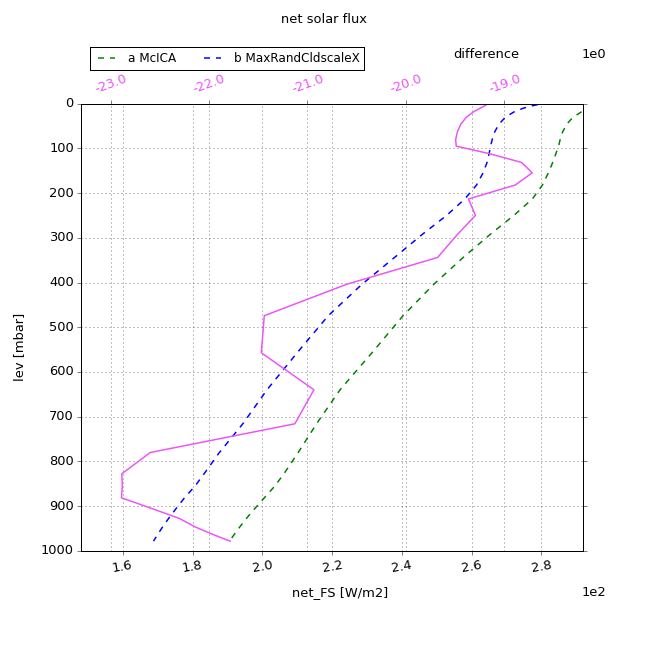 net solar flux
a McICA b MaxRandCldscaleX
difference 1e0
-23.0 -22.0 -21.0 -20.0 -19.0
0
100
200
300
400
500
600
700
800
900
1000
lev [mbar]
1.6 1.8 2.0 2.2 2.4 2.6 2.8
net_FS [W/m2] 1e2